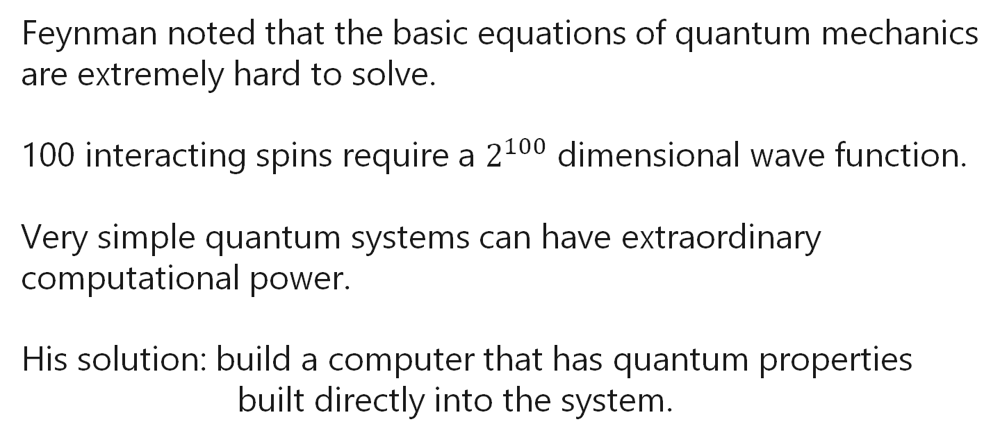 Feynman noted that the basic equations of quantum mechanics
are extremely hard to solve.
100 interacting spins require a 2¹⁰⁰ dimensional wave function.
Very simple quantum systems can have extraordinary
computational power.
His solution: build a computer that has quantum properties
built directly into the system.